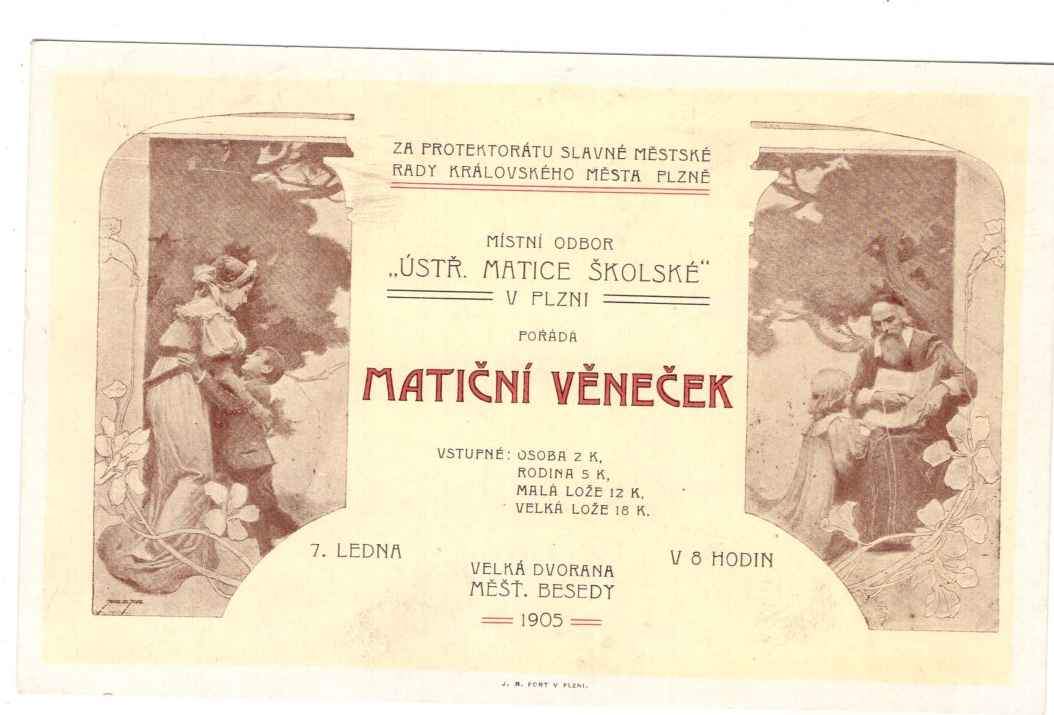 ZA PROTEKTORÁTU SLAVNÉ MĚSTSKÉ
RADY KRÁLOVSKÉHO MĚSTA PLZNĚ
MÍSTNÍ ODBOR
„ÚSTŘ. MATICE ŠKOLSKÉ“
V PLZNI
POŘÁDÁ
MATIČNÍ VĚNEČEK
VSTUPNÉ: OSOBA 2 K,
RODINA 5 K,
MALÁ LOŽE 12 K,
VELKÁ LOŽE 18 K.
7. LEDNA
V 8 HODIN
VELKÁ DVORANA
MĚŠŤ. BESEDY
1905
J. R. PORT V PLZNI.